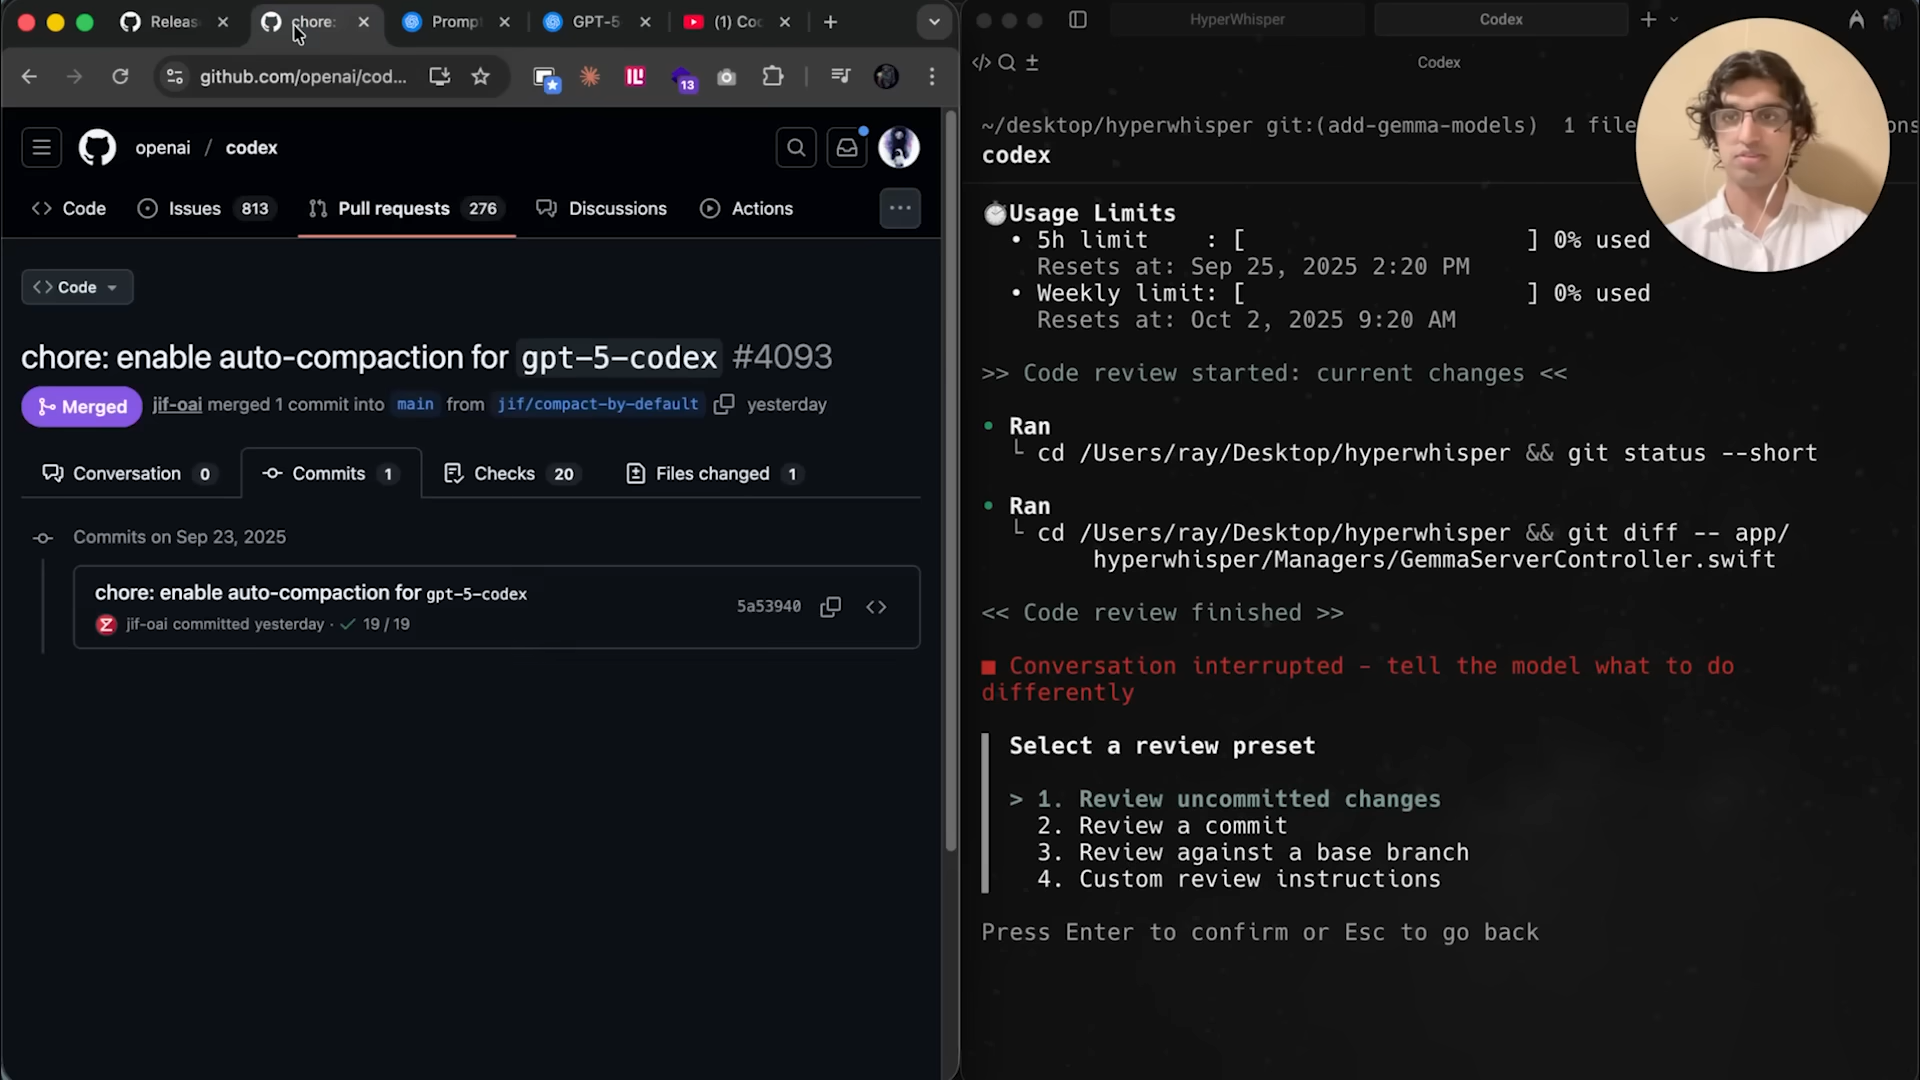 Releas
chore:
Prompt
GPT-5
(1) Coc
github.com/openai/cod...
13
openai / codex
Code
Issues 813
Pull requests 276
Discussions
Actions
Code
chore: enable auto-compaction for gpt-5-codex #4093
Merged
jif-oai merged 1 commit into main from jif/compact-by-default yesterday
Conversation 0
Commits 1
Checks 20
Files changed 1
Commits on Sep 23, 2025
chore: enable auto-compaction for gpt-5-codex
jif-oai committed yesterday · ✓ 19 / 19
5a53940
HyperWhisper
Codex
Codex
~/desktop/hyperwhisper git:(add-gemma-models) 1 file
codex
Usage Limits
• 5h limit : [ ] 0% used
Resets at: Sep 25, 2025 2:20 PM
• Weekly limit: [ ] 0% used
Resets at: Oct 2, 2025 9:20 AM
>> Code review started: current changes <<
• Ran
└ cd /Users/ray/Desktop/hyperwhisper && git status --short
• Ran
└ cd /Users/ray/Desktop/hyperwhisper && git diff -- app/
hyperwhisper/Managers/GemmaServerController.swift
<< Code review finished >>
■ Conversation interrupted - tell the model what to do
differently
Select a review preset
> 1. Review uncommitted changes
2. Review a commit
3. Review against a base branch
4. Custom review instructions
Press Enter to confirm or Esc to go back